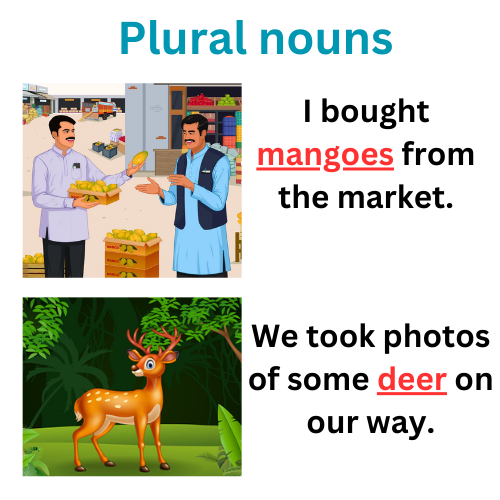 Plural nouns
I bought
mangoes from
the market.
We took photos
of some deer on
our way.